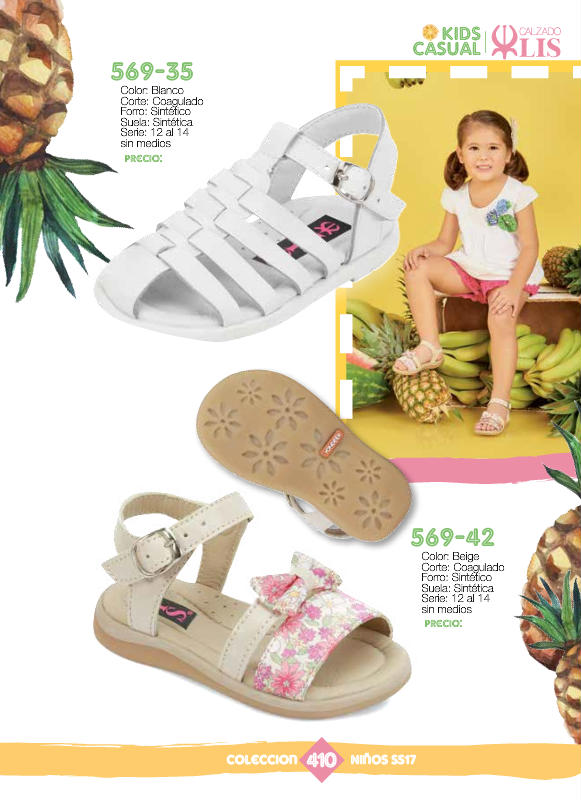 KIDS
CASUAL
CALZADO
LIS
569-35
Color: Blanco
Corte: Coagulado
Forro: Sintético
Suela: Sintética
Serie: 12 al 14
sin medios
PRECIO:
569-42
Color: Beige
Corte: Coagulado
Forro: Sintético
Suela: Sintética
Serie: 12 al 14
sin medios
PRECIO:
COLECCION 410 NIÑOS SS17